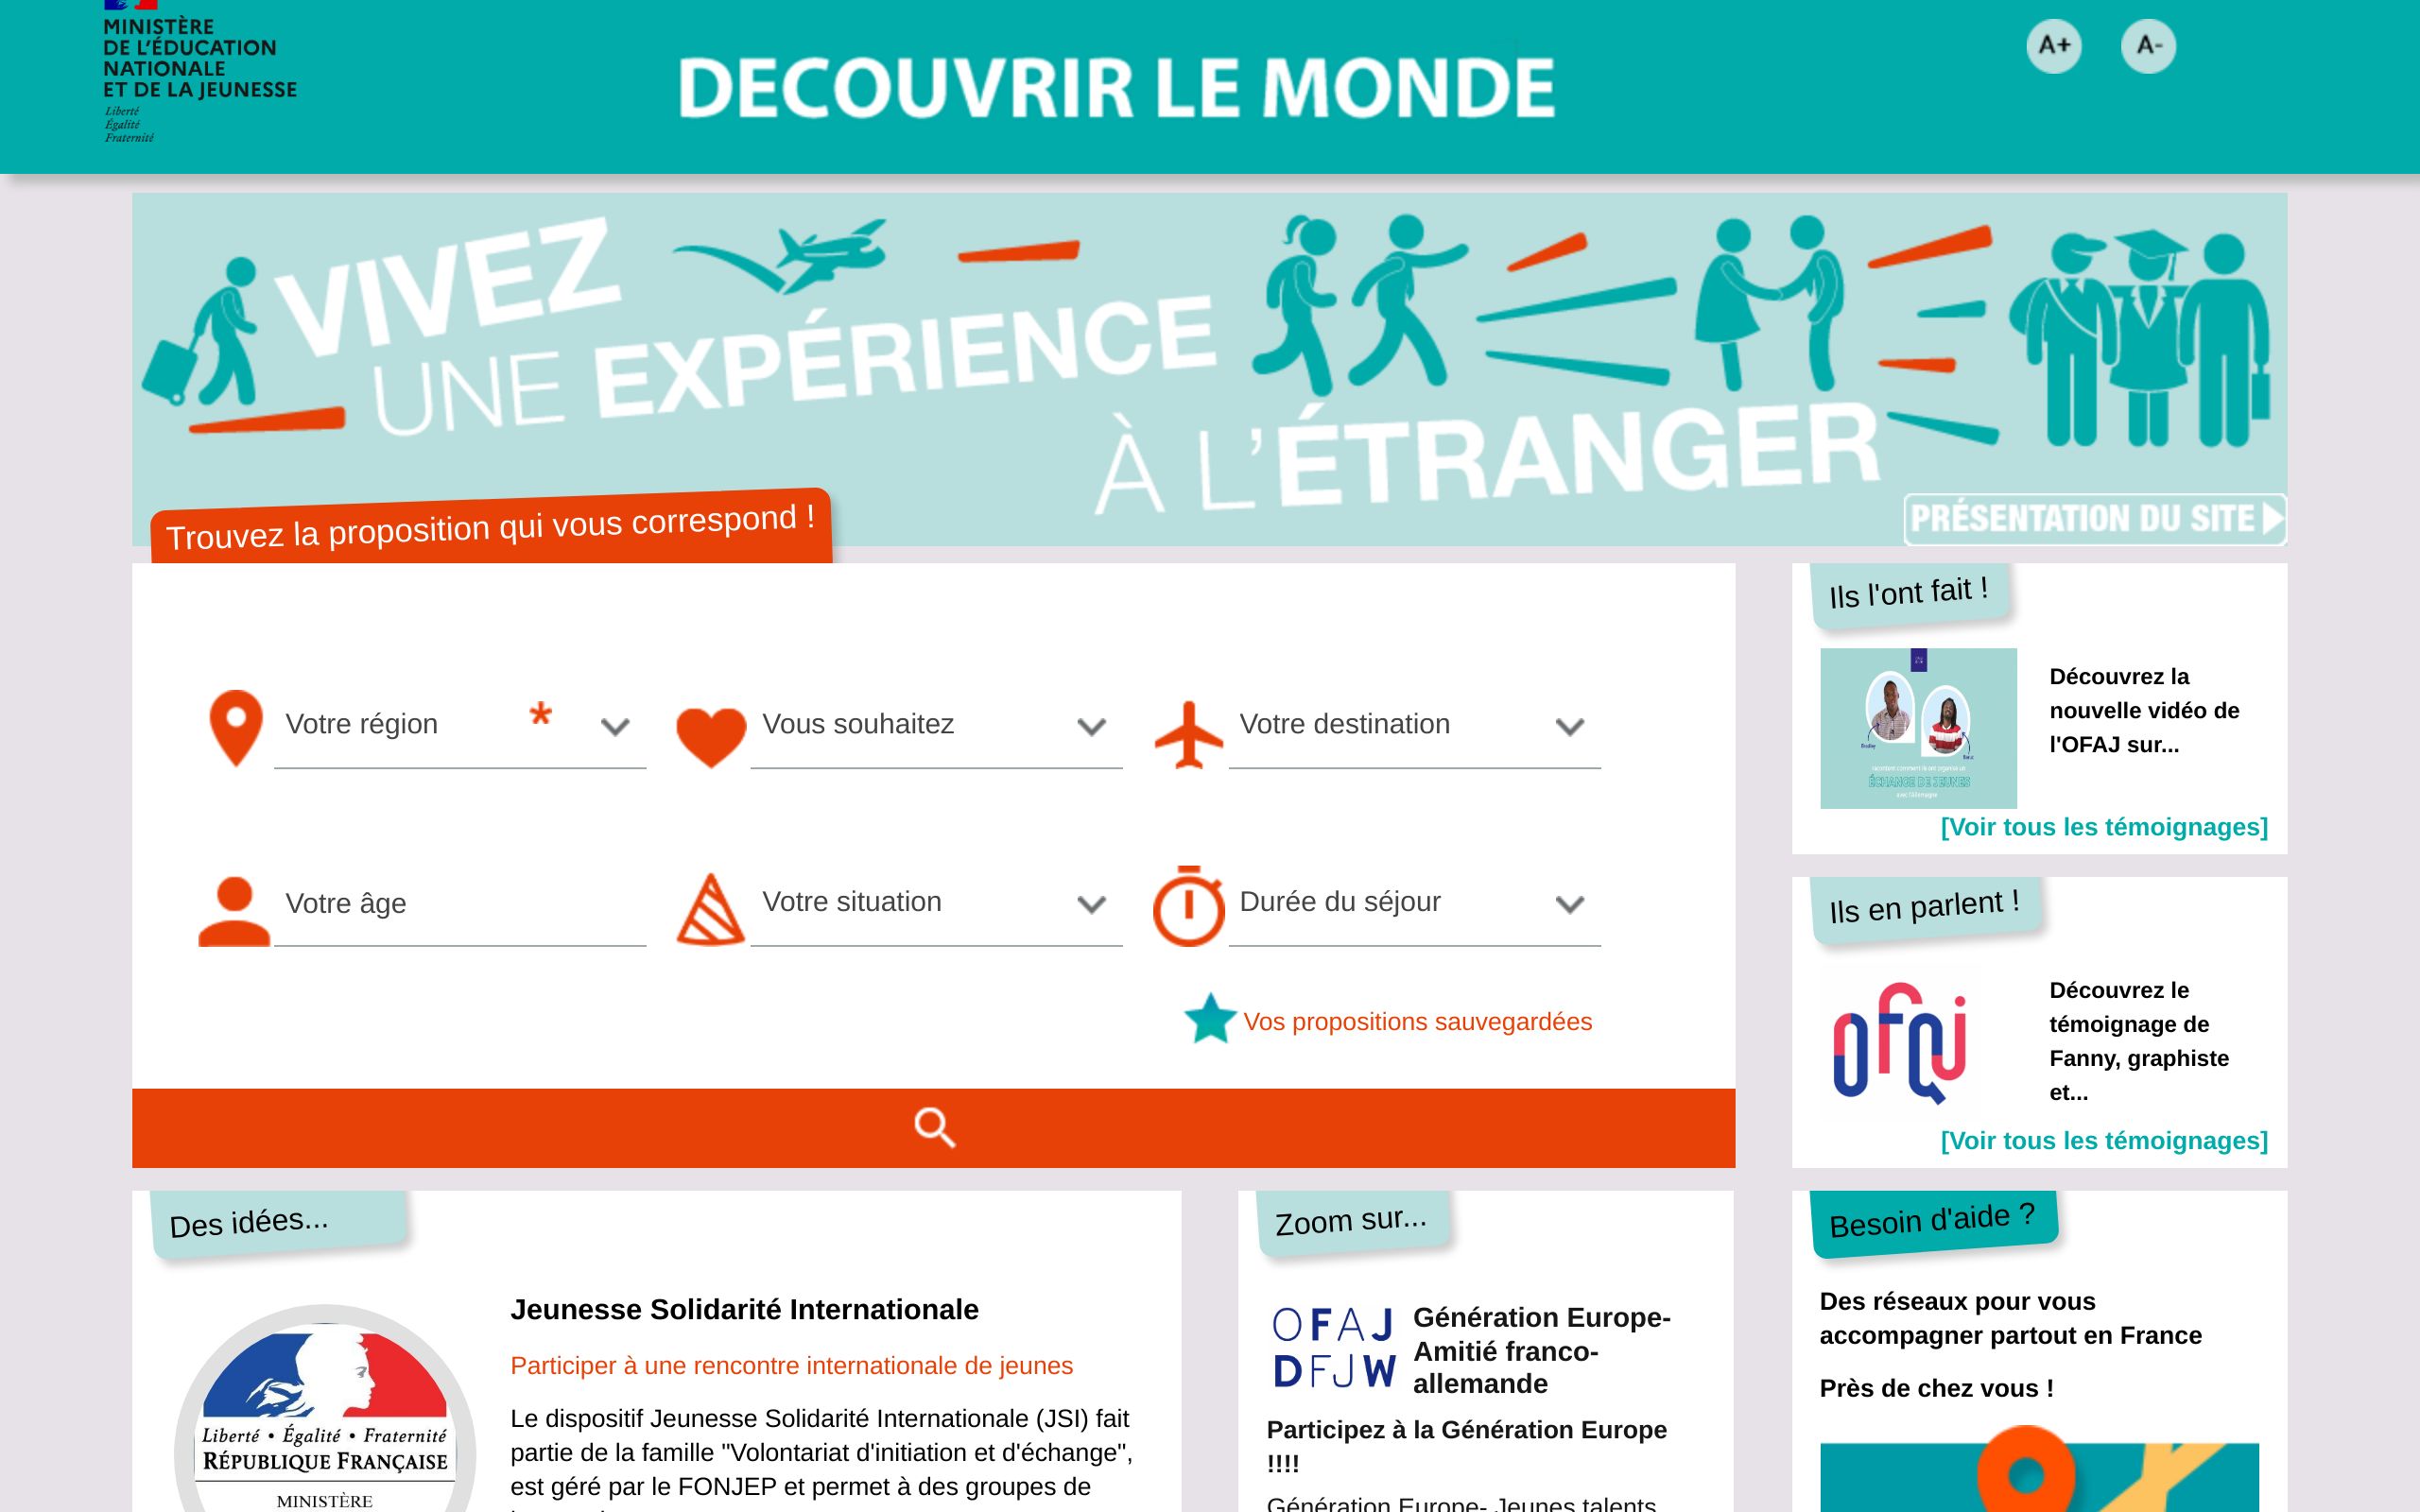 MINISTÈRE
DE L'ÉDUCATION
NATIONALE
ET DE LA JEUNESSE
Liberté
Égalité
Fraternité
DECOUVRIR LE MONDE
A+
A-
VIVEZ
UNE EXPÉRIENCE
À L'ÉTRANGER
PRÉSENTATION DU SITE
Trouvez la proposition qui vous correspond !
Votre région *
Vous souhaitez
Votre destination
Votre âge
Votre situation
Durée du séjour
Vos propositions sauvegardées
Ils l'ont fait !
ÉCHANGE DE JEUNES
Découvrez la
nouvelle vidéo de
l'OFAJ sur...
[Voir tous les témoignages]
Ils en parlent !
ofaj
Découvrez le
témoignage de
Fanny, graphiste
et...
[Voir tous les témoignages]
Des idées...
Liberté • Égalité • Fraternité
RÉPUBLIQUE FRANÇAISE
MINISTÈRE
Jeunesse Solidarité Internationale
Participer à une rencontre internationale de jeunes
Le dispositif Jeunesse Solidarité Internationale (JSI) fait
partie de la famille "Volontariat d'initiation et d'échange",
est géré par le FONJEP et permet à des groupes de
Zoom sur...
OFAJ
DFJW
Génération Europe-
Amitié franco-
allemande
Participez à la Génération Europe
!!!!
Génération Europe- Jeunes talents
Besoin d'aide ?
Des réseaux pour vous
accompagner partout en France
Près de chez vous !